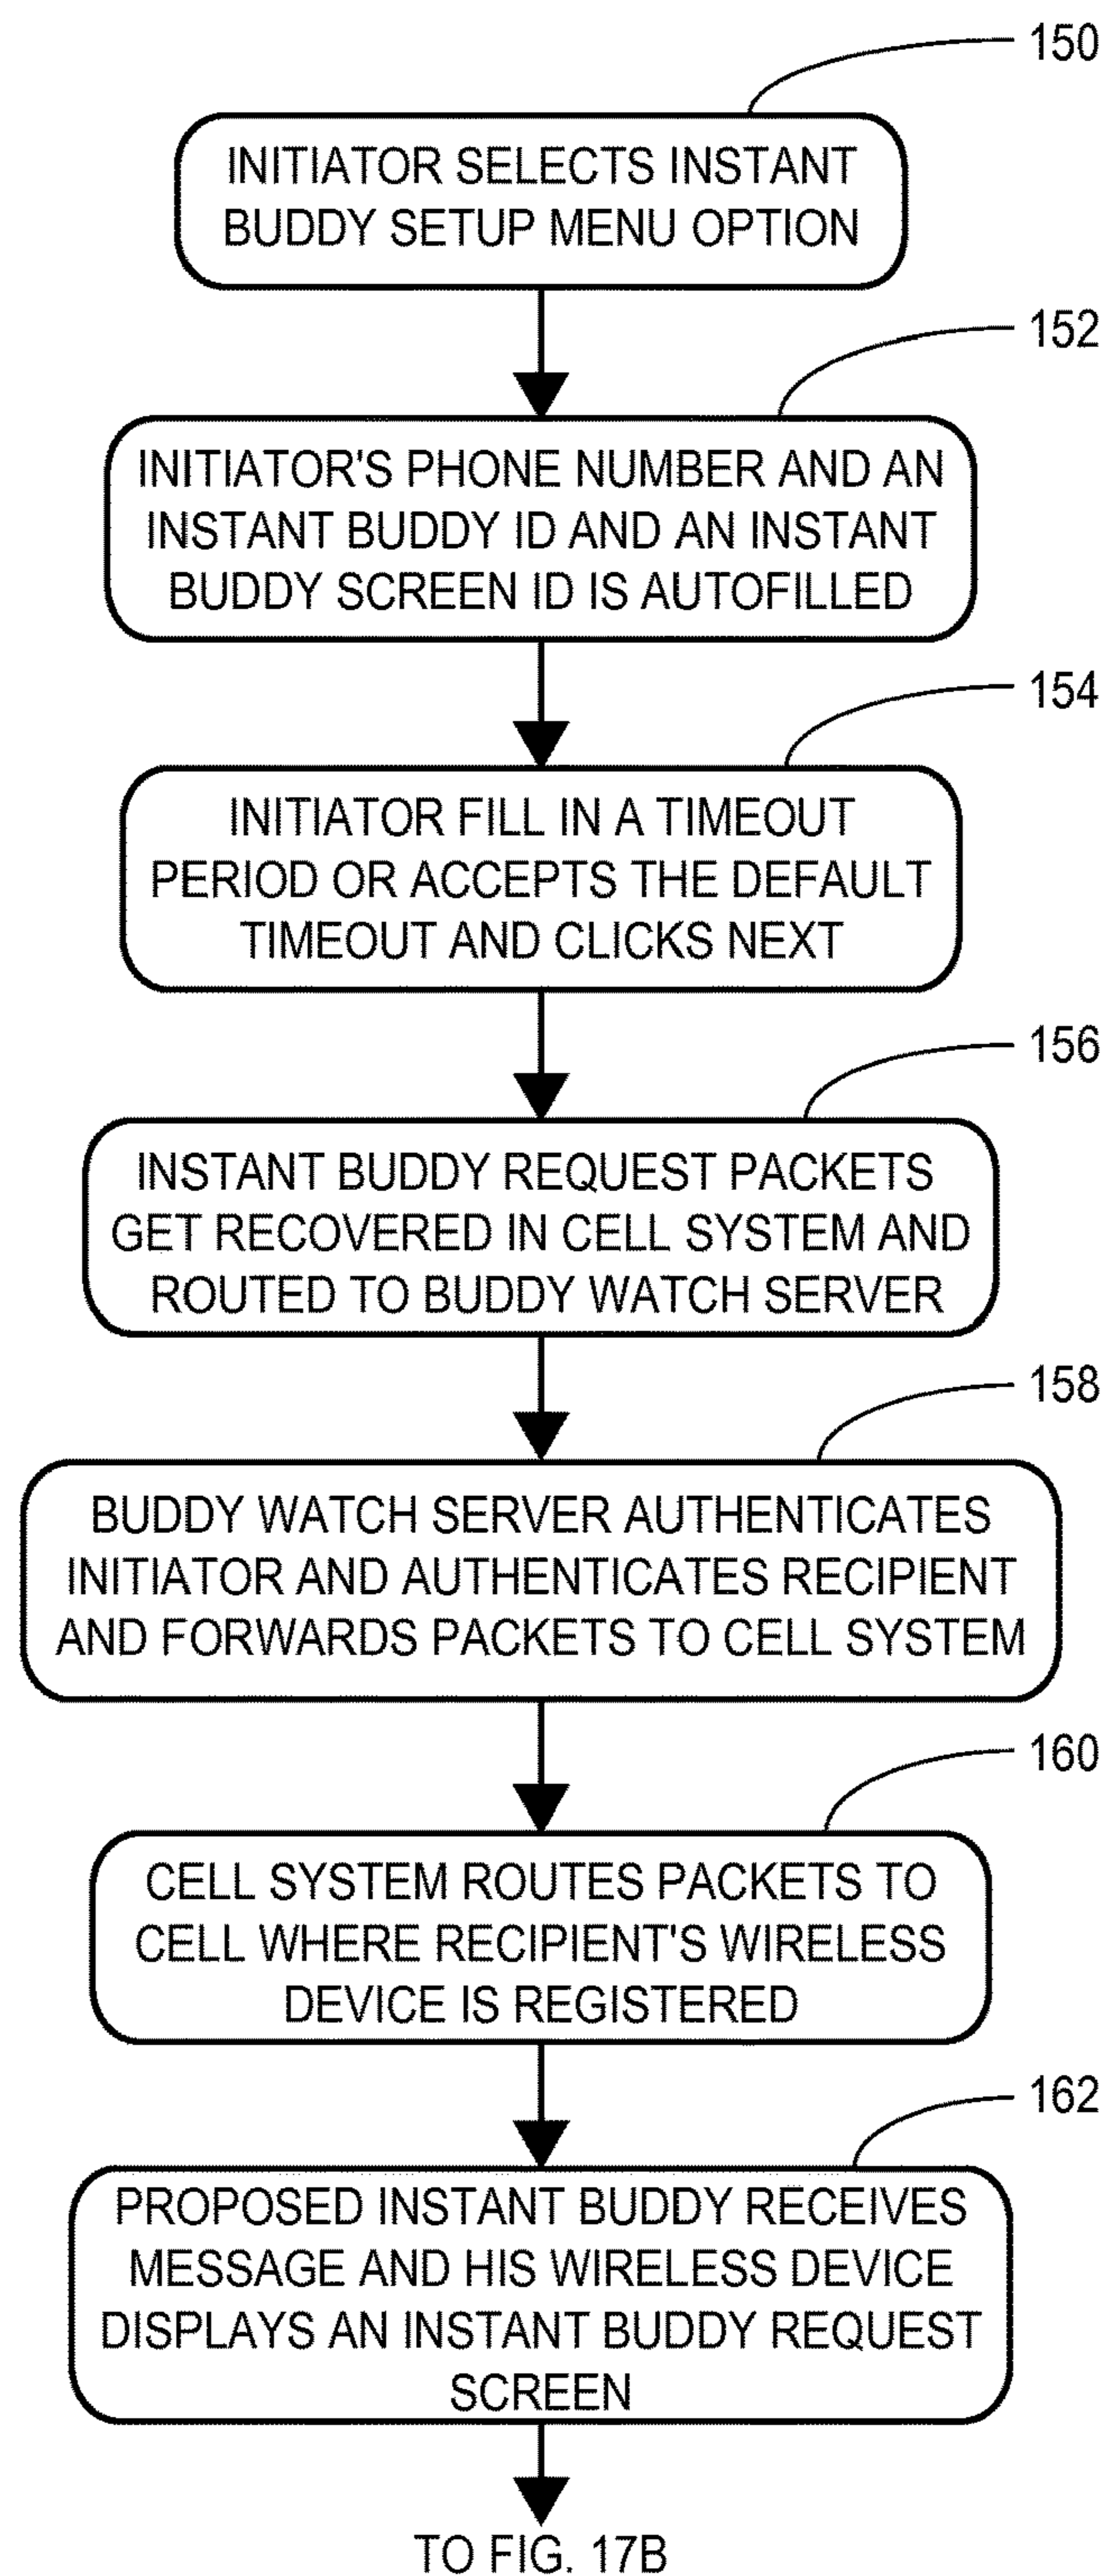 150
INITIATOR SELECTS INSTANT
BUDDY SETUP MENU OPTION
152
INITIATOR'S PHONE NUMBER AND AN
INSTANT BUDDY ID AND AN INSTANT
BUDDY SCREEN ID IS AUTOFILLED
154
INITIATOR FILL IN A TIMEOUT
PERIOD OR ACCEPTS THE DEFAULT
TIMEOUT AND CLICKS NEXT
156
INSTANT BUDDY REQUEST PACKETS
GET RECOVERED IN CELL SYSTEM AND
ROUTED TO BUDDY WATCH SERVER
158
BUDDY WATCH SERVER AUTHENTICATES
INITIATOR AND AUTHENTICATES RECIPIENT
AND FORWARDS PACKETS TO CELL SYSTEM
160
CELL SYSTEM ROUTES PACKETS TO
CELL WHERE RECIPIENT'S WIRELESS
DEVICE IS REGISTERED
162
PROPOSED INSTANT BUDDY RECEIVES
MESSAGE AND HIS WIRELESS DEVICE
DISPLAYS AN INSTANT BUDDY REQUEST
SCREEN
TO FIG. 17B